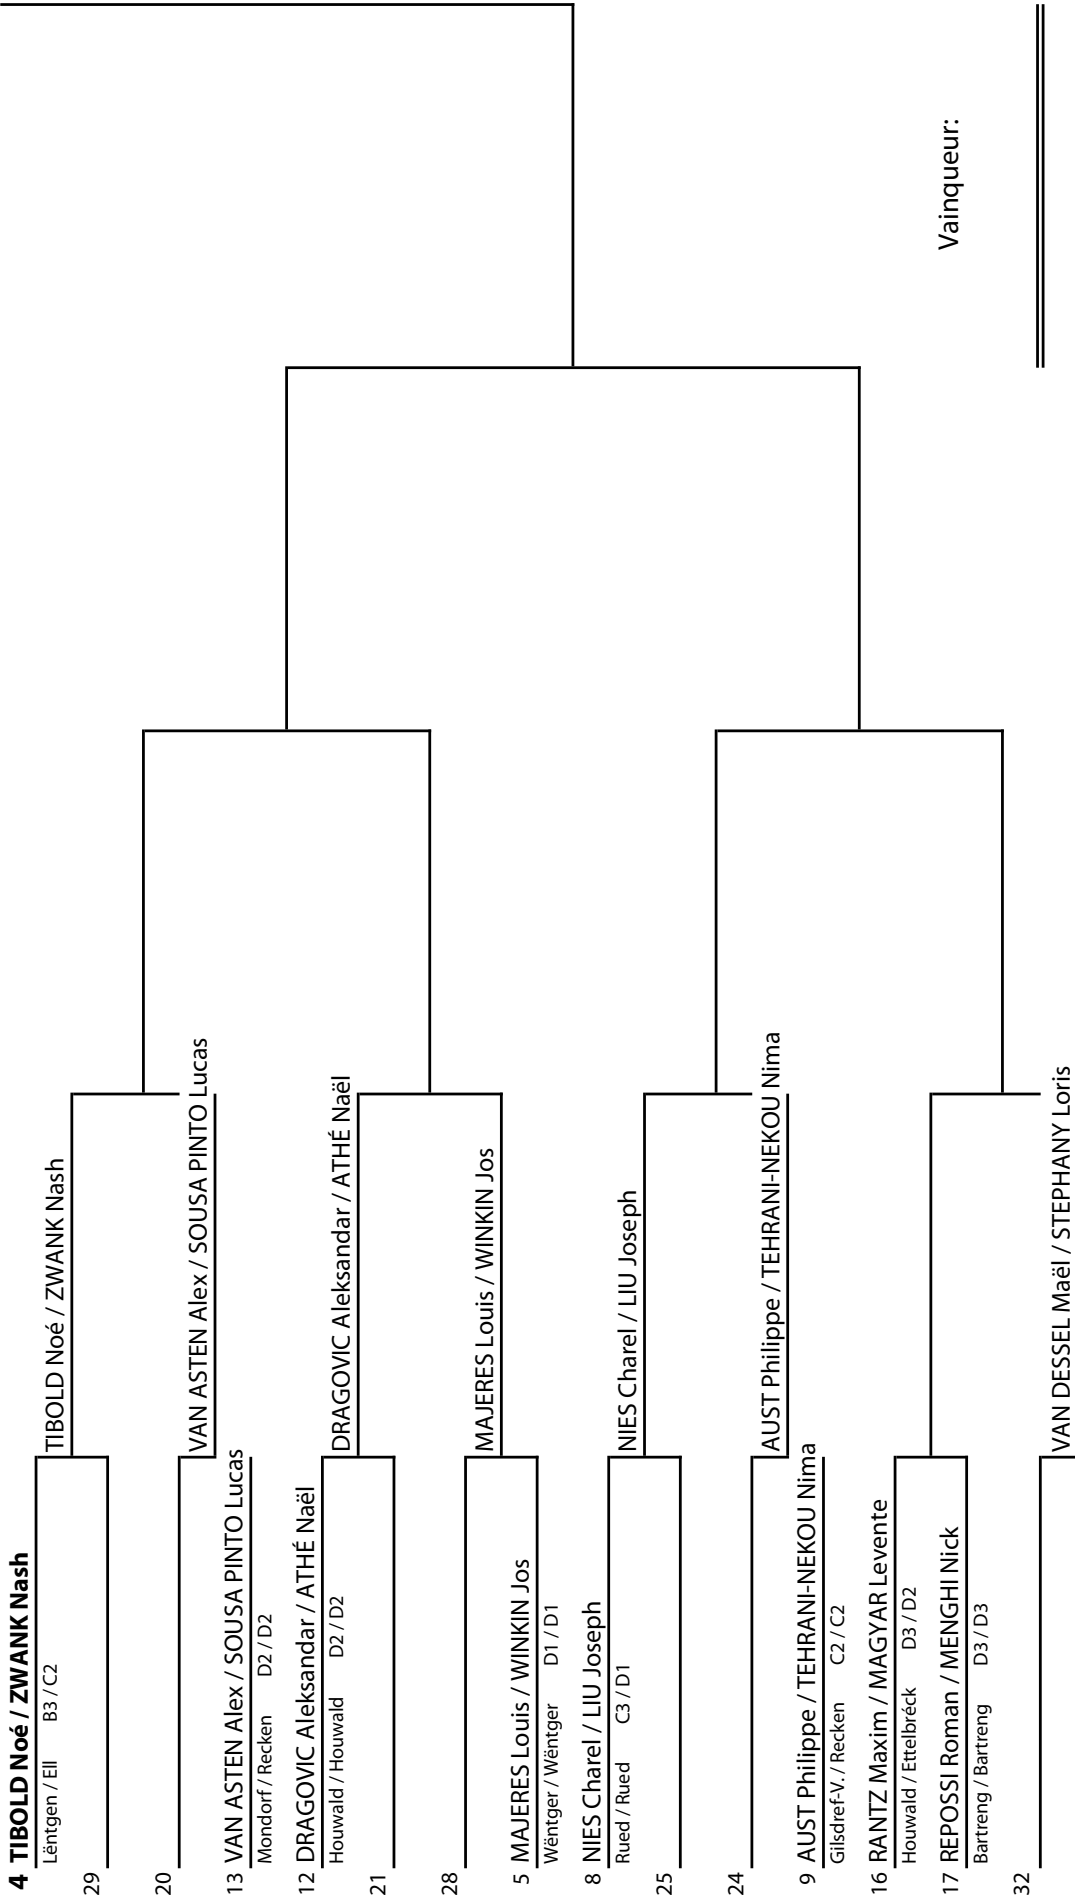 4 TIBOLD Noé / ZWANK Nash
Lëntgen / Ell B3 / C2
TIBOLD Noé / ZWANK Nash
29
20
VAN ASTEN Alex / SOUSA PINTO Lucas
13 VAN ASTEN Alex / SOUSA PINTO Lucas
Mondorf / Recken D2 / D2
12 DRAGOVIC Aleksandar / ATHÉ Naël
Houwald / Houwald D2 / D2
DRAGOVIC Aleksandar / ATHÉ Naël
21
28
MAJERES Louis / WINKIN Jos
5 MAJERES Louis / WINKIN Jos
Wëntger / Wëntger D1 / D1
8 NIES Charel / LIU Joseph
Rued / Rued C3 / D1
NIES Charel / LIU Joseph
25
24
AUST Philippe / TEHRANI-NEKOU Nima
9 AUST Philippe / TEHRANI-NEKOU Nima
Gilsdref-V. / Recken C2 / C2
16 RANTZ Maxim / MAGYAR Levente
Houwald / Ettelbréck D3 / D2
17 REPOSSI Roman / MENGHI Nick
Bartreng / Bartreng D3 / D3
32
VAN DESSEL Maël / STEPHANY Loris
Vainqueur: